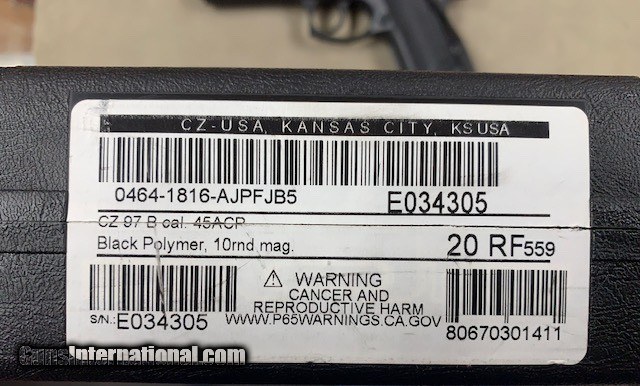 CZ-USA, KANSAS CITY, KS USA
0464-1816-AJPFJB5 E034305
CZ 97 B cal. 45ACP
Black Polymer, 10rnd mag. 20 RF559
⚠ WARNING
CANCER AND
REPRODUCTIVE HARM
WWW.P65WARNINGS.CA.GOV
S/N.: E034305
80670301411
GunsInternational.com